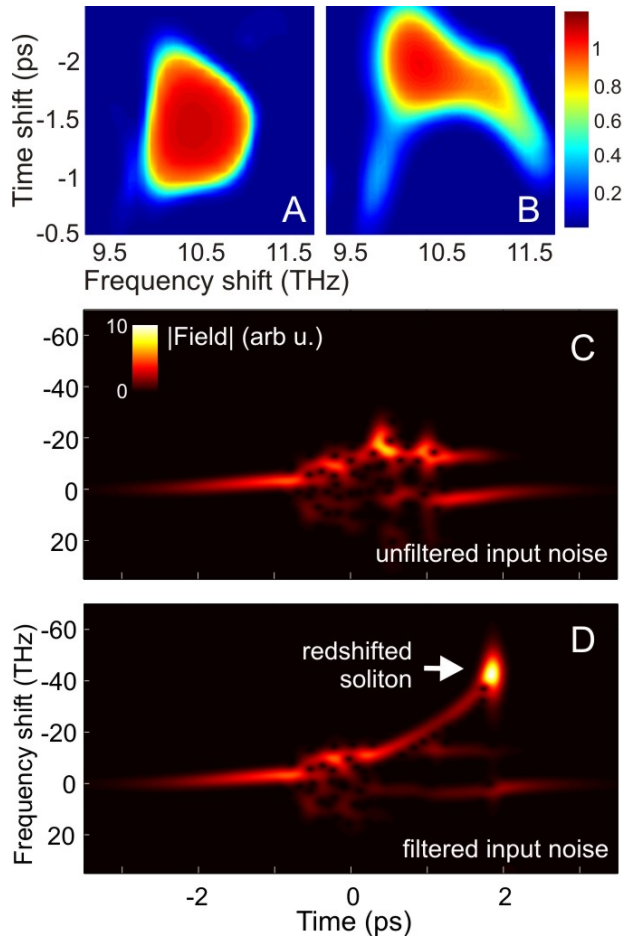 Time shift (ps)
-2
-1.5
-1
-0.5
A
B
1
0.8
0.6
0.4
0.2
9.5
10.5
11.5
9.5
10.5
11.5
Frequency shift (THz)
10
0
|Field| (arb u.)
C
-60
-40
-20
0
20
unfiltered input noise
Frequency shift (THz)
-60
-40
-20
0
20
D
redshifted
soliton
filtered input noise
-2
0
2
Time (ps)